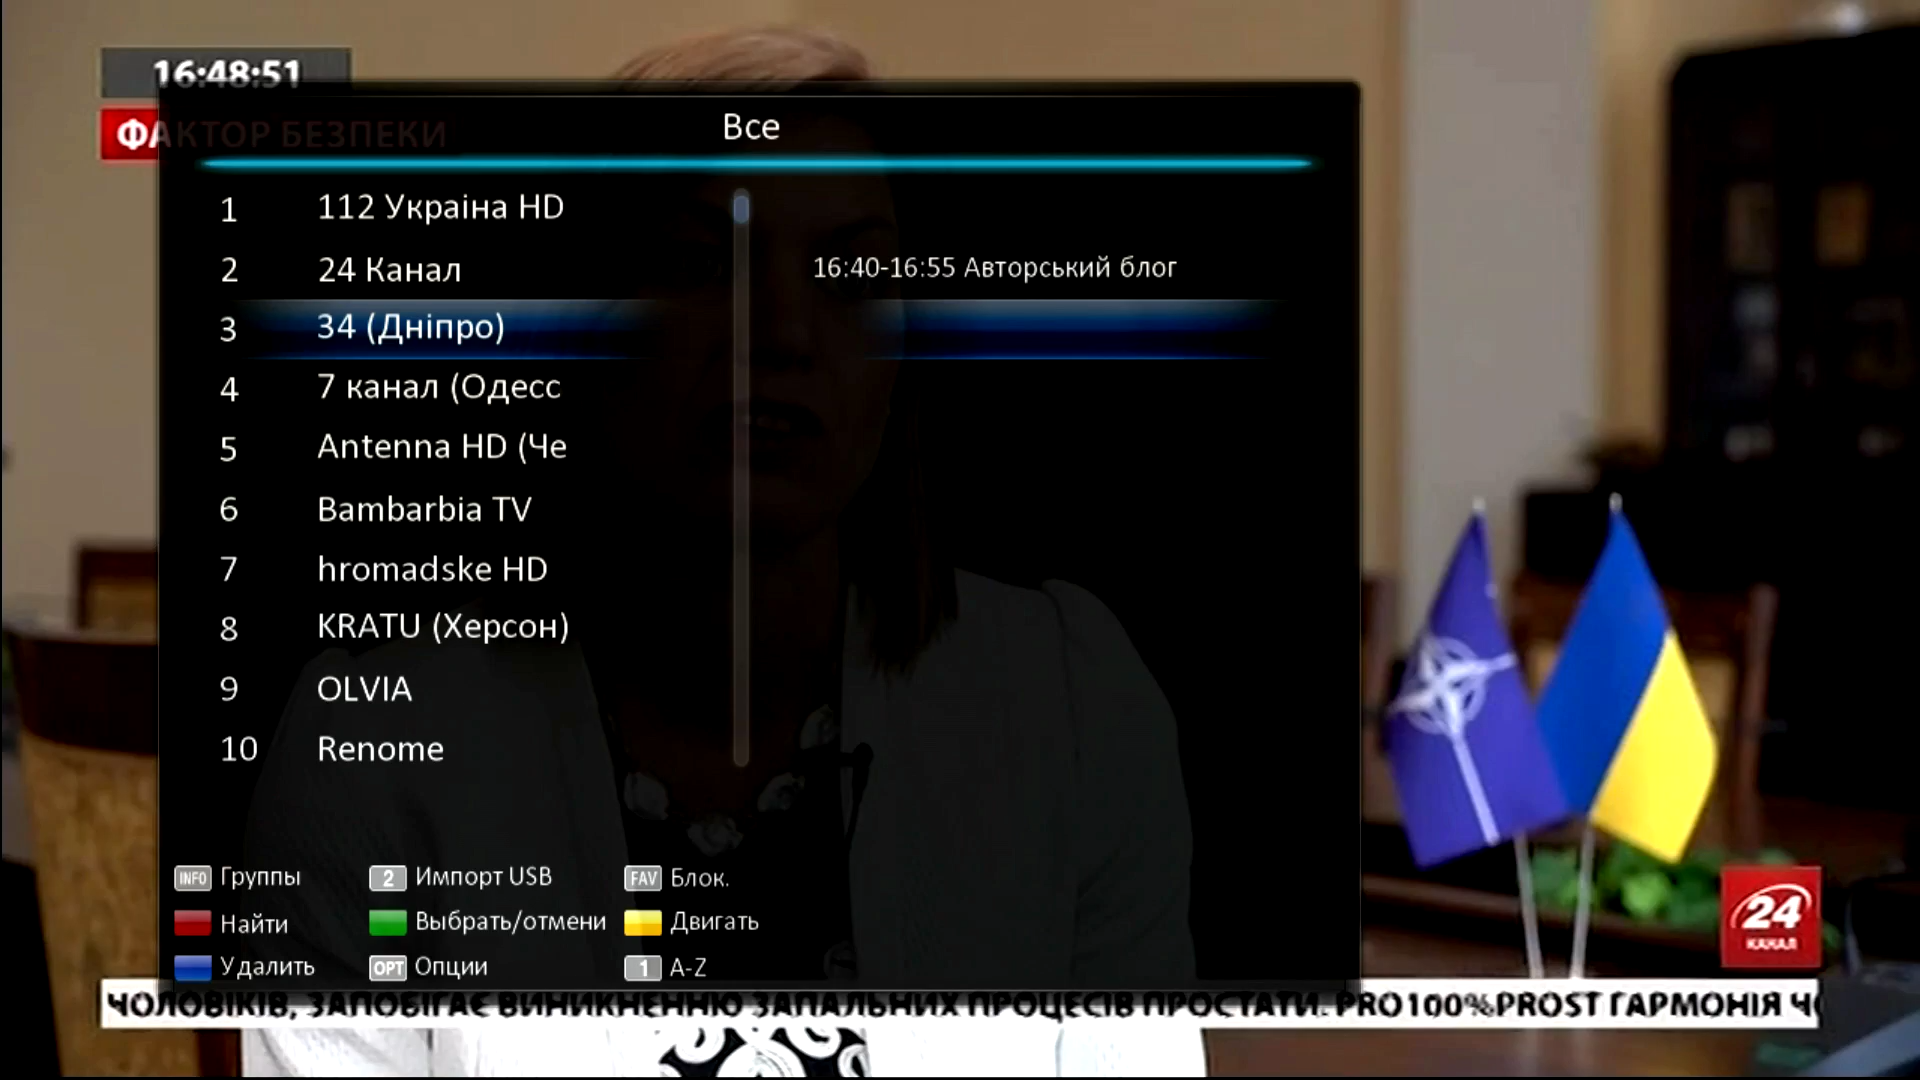 16:48:51
ФАКТОР БЕЗПЕКИ
Все
1 112 Україна HD
2 24 Канал 16:40-16:55 Авторський блог
3 34 (Дніпро)
4 7 канал (Одесс
5 Antenna HD (Че
6 Bambarbia TV
7 hromadske HD
8 KRATU (Херсон)
9 OLVIA
10 Renome
INFO Группы 2 Импорт USB FAV Блок.
Найти Выбрать/отмени Двигать
Удалить OPT Опции 1 A-Z
24
КАНАЛ
ЧОЛОВІКІВ, ЗАПОБІГАЄ ВИНИКНЕННЮ ЗАПАЛЬНИХ ПРОЦЕСІВ ПРОСТАТИ. PRO100%PROST ГАРМОНІЯ Ч